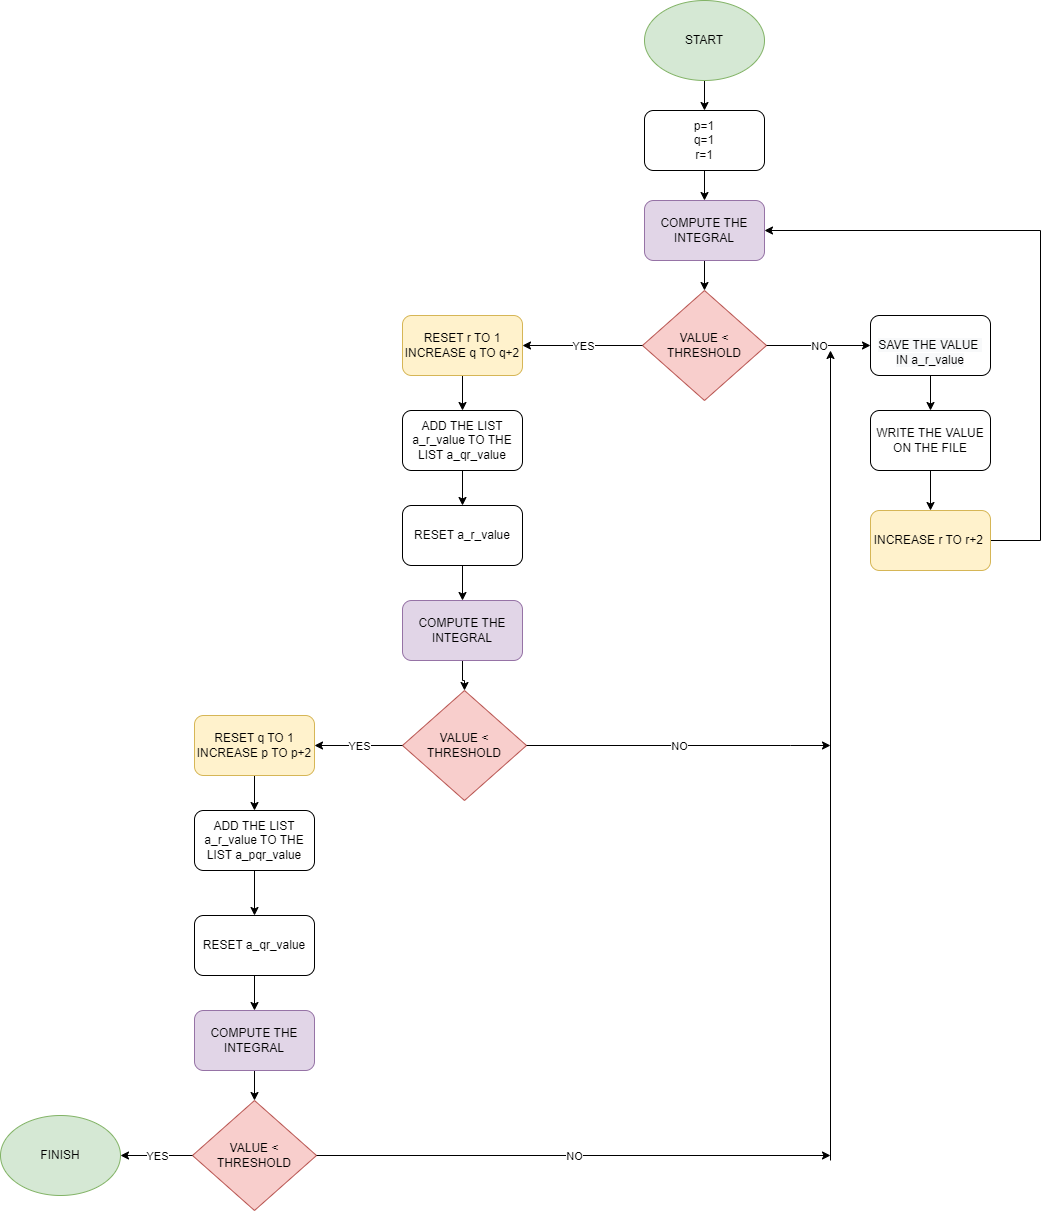 START
p=1
q=1
r=1
COMPUTE THE
INTEGRAL
VALUE <
THRESHOLD
YES
NO
RESET r TO 1
INCREASE q TO q+2
SAVE THE VALUE
IN a_r_value
ADD THE LIST
a_r_value TO THE
LIST a_qr_value
WRITE THE VALUE
ON THE FILE
RESET a_r_value
INCREASE r TO r+2
COMPUTE THE
INTEGRAL
VALUE <
THRESHOLD
YES
NO
RESET q TO 1
INCREASE p TO p+2
ADD THE LIST
a_r_value TO THE
LIST a_pqr_value
RESET a_qr_value
COMPUTE THE
INTEGRAL
VALUE <
THRESHOLD
YES
NO
FINISH